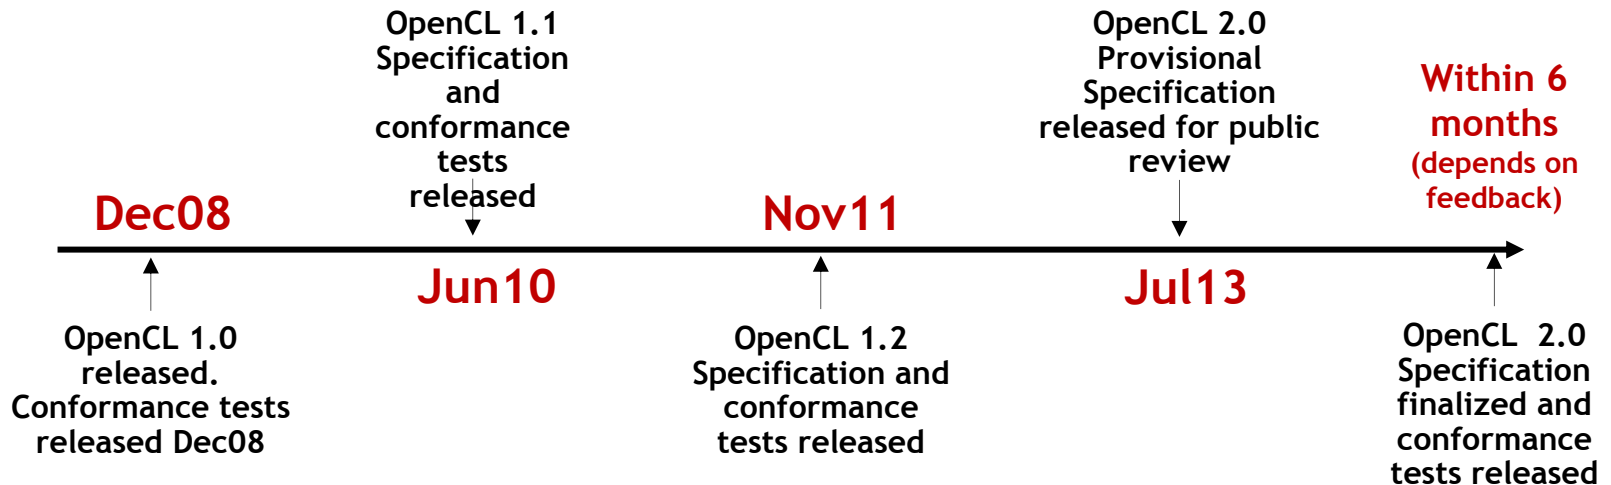 OpenCL 1.1
Specification
and
conformance
tests
released
OpenCL 2.0
Provisional
Specification
released for public
review
Within 6
months
(depends on
feedback)
Dec08
Nov11
Jun10
Jul13
OpenCL 1.0
released.
Conformance tests
released Dec08
OpenCL 1.2
Specification and
conformance
tests released
OpenCL 2.0
Specification
finalized and
conformance
tests released